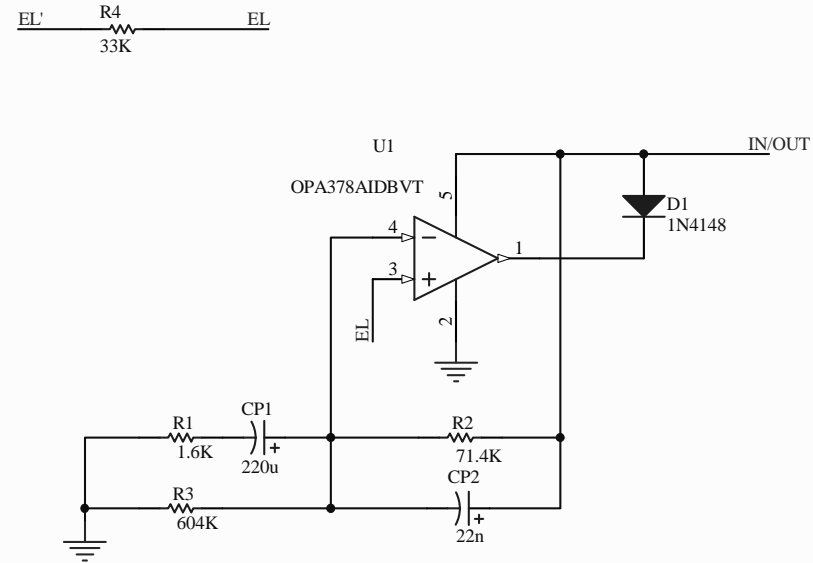 EL'
R4
EL
33K
U1
IN/OUT
OPA378AIDBVT
5
D1
1N4148
4
−
1
3
+
EL
2
CP1
R1
R2
+
1.6K
220u
71.4K
CP2
R3
+
604K
22n